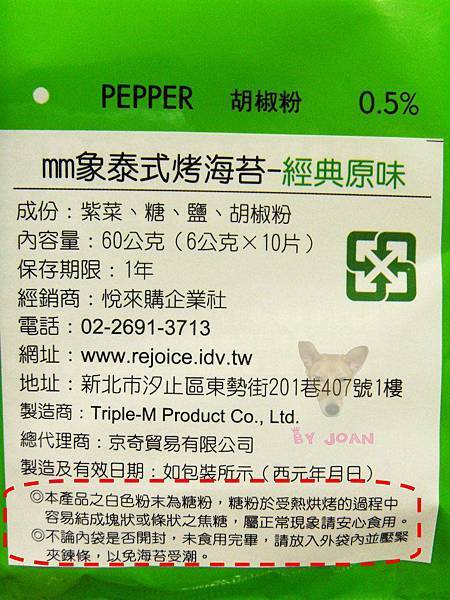 PEPPER 胡椒粉 0.5%
mm象泰式烤海苔-經典原味
成份：紫菜、糖、鹽、胡椒粉
內容量：60公克（6公克×10片）
保存期限：1年
經銷商：悅來購企業社
電話：02-2691-3713
網址：www.rejoice.idv.tw
地址：新北市汐止區東勢街201巷407號1樓
製造商：Triple-M Product Co., Ltd.
BY JOAN
總代理商：京奇貿易有限公司
製造及有效日期：如包裝所示（西元年月日）
◎本產品之白色粉末為糖粉，糖粉於受熱烘烤的過程中
容易結成塊狀或條狀之焦糖，屬正常現象請安心食用。
◎不論內袋是否開封，未食用完畢，請放入外袋內並壓緊
夾鍊條，以免海苔受潮。